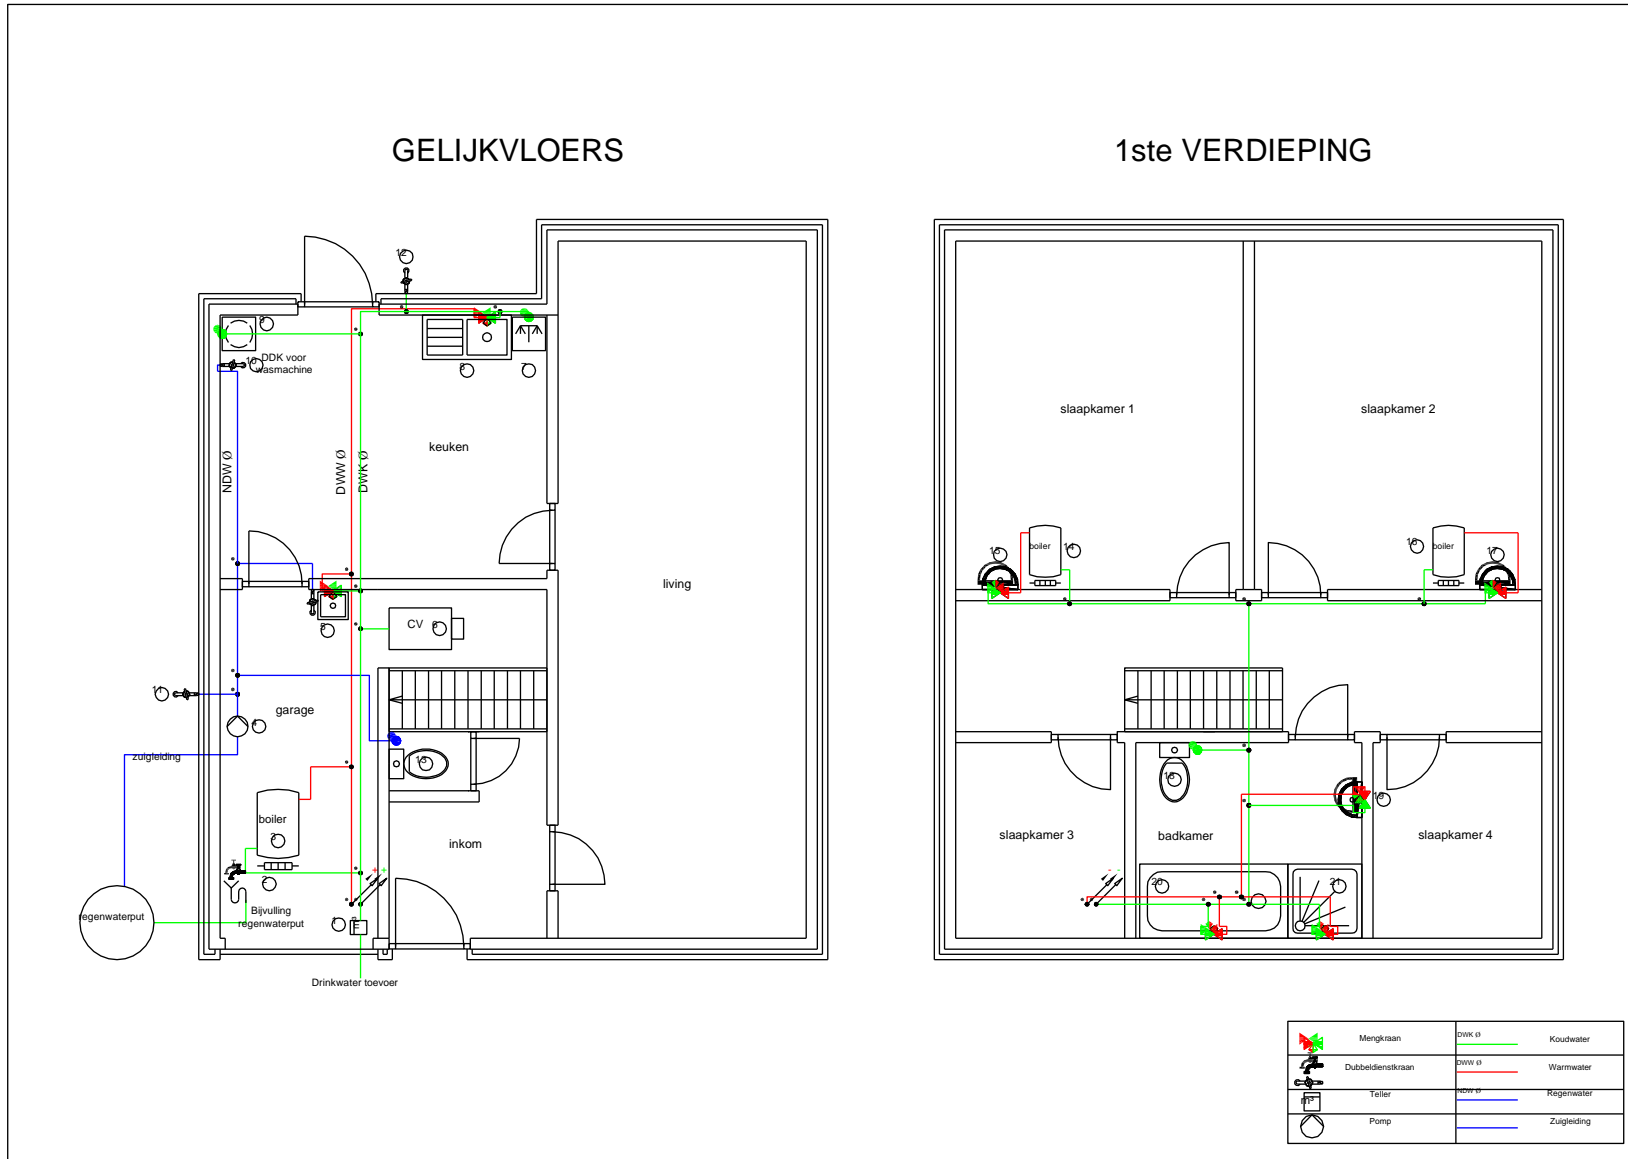 GELIJKVLOERS
1ste VERDIEPING
12
9
10
DDK voor
wasmachine
8
7
keuken
NDW Ø
DWW Ø
DWK Ø
living
5
CV 6
11
garage
4
zuigleiding
13
boiler
3
inkom
2
regenwaterput
Bijvulling
regenwaterput
1
m³
Drinkwater toevoer
slaapkamer 1
slaapkamer 2
15
boiler
14
16
boiler
17
19
slaapkamer 3
badkamer
slaapkamer 4
20
21
Mengkraan
DWK Ø
Koudwater
Dubbeldienstkraan
DWW Ø
Warmwater
m³
Teller
NDW Ø
Regenwater
Pomp
Zuigleiding